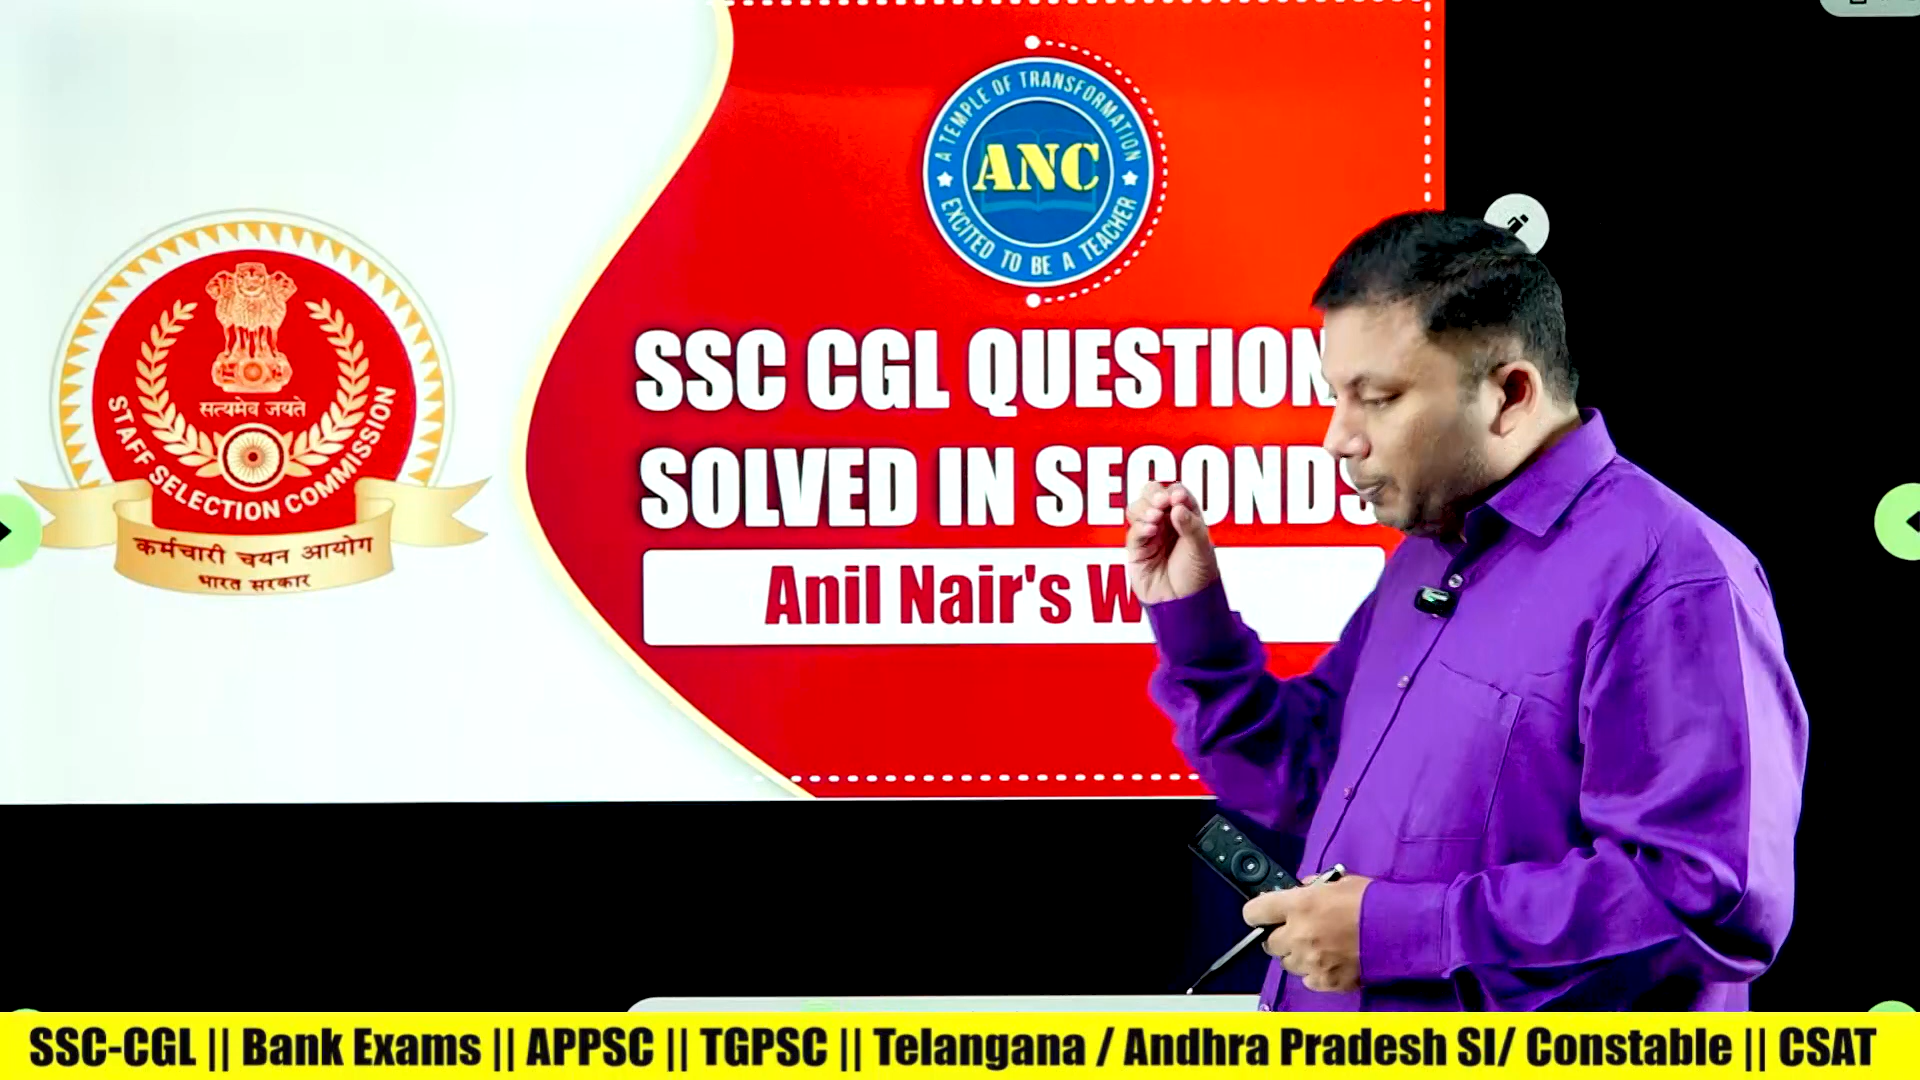 A TEMPLE OF TRANSFORMATION
ANC
EXCITED TO BE A TEACHER
सत्यमेव जयते
STAFF SELECTION COMMISSION
कर्मचारी चयन आयोग
भारत सरकार
SSC CGL QUESTION
SOLVED IN SECONDS
Anil Nair's
SSC-CGL || Bank Exams || APPSC || TGPSC || Telangana / Andhra Pradesh SI/ Constable || CSAT